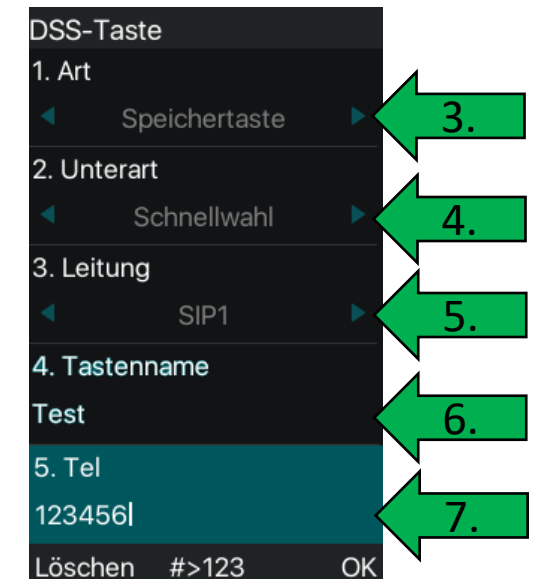 DSS-Taste
1. Art
Speichertaste
3.
2. Unterart
Schnellwahl
4.
3. Leitung
SIP1
5.
4. Tastenname
Test
6.
5. Tel
123456
7.
Löschen #>123 OK